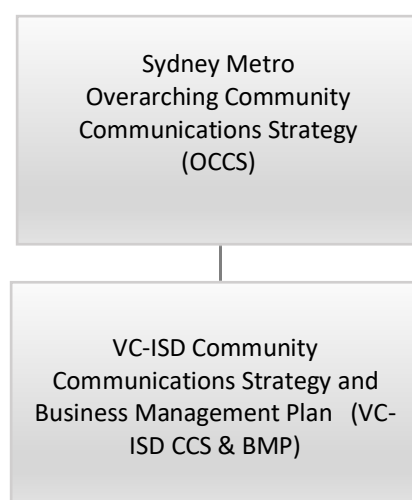 Sydney Metro
Overarching Community
Communications Strategy
(OCCS)
VC-ISD Community
Communications Strategy and
Business Management Plan (VC-
ISD CCS & BMP)